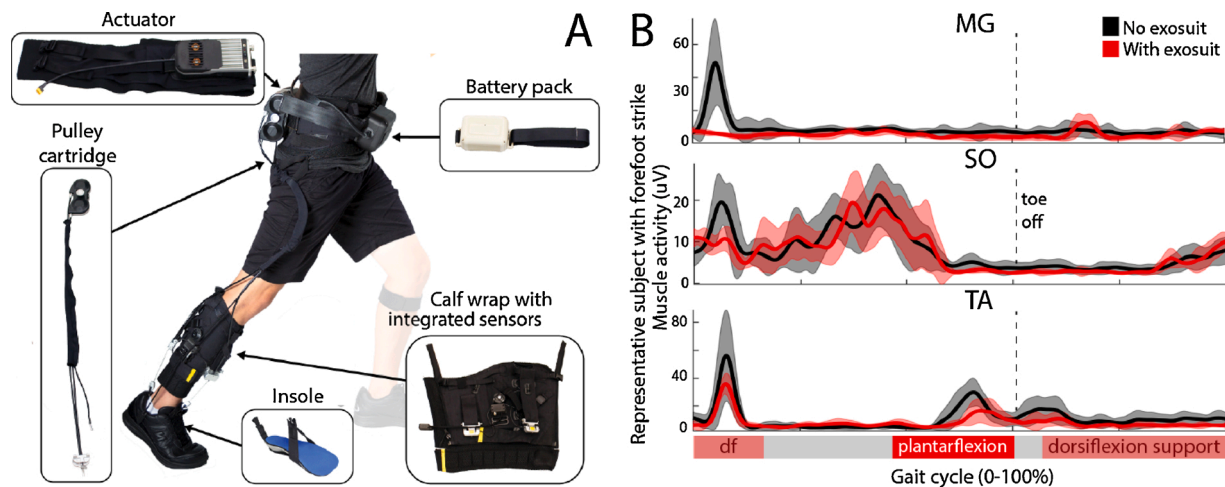 Actuator
A
Battery pack
Pulley
cartridge
Calf wrap with
integrated sensors
Insole
B
MG
No exosuit
With exosuit
Representative subject with forefoot strike
Muscle activity (uV)
60
30
0
SO
toe
off
20
10
0
TA
80
40
0
df
plantarflexion
dorsiflexion support
Gait cycle (0-100%)